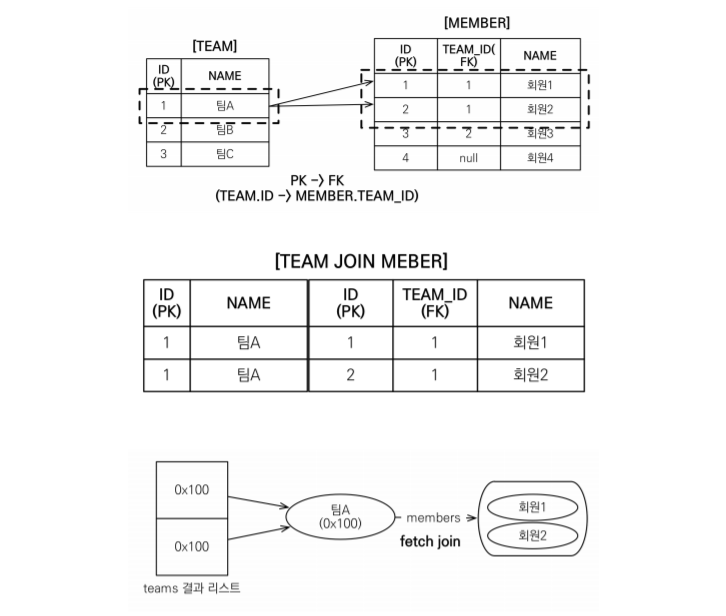 [TEAM]
ID
(PK)
NAME
1
팀A
2
팀B
3
팀C
[MEMBER]
ID
(PK)
TEAM_ID(
FK)
NAME
1
1
회원1
2
1
회원2
3
2
회원3
4
null
회원4
PK -> FK
(TEAM.ID -> MEMBER.TEAM_ID)
[TEAM JOIN MEBER]
ID
(PK)
NAME
ID
(PK)
TEAM_ID
(FK)
NAME
1
팀A
1
1
회원1
1
팀A
2
1
회원2
0x100
0x100
teams 결과 리스트
팀A
(0x100)
members
fetch join
회원1
회원2